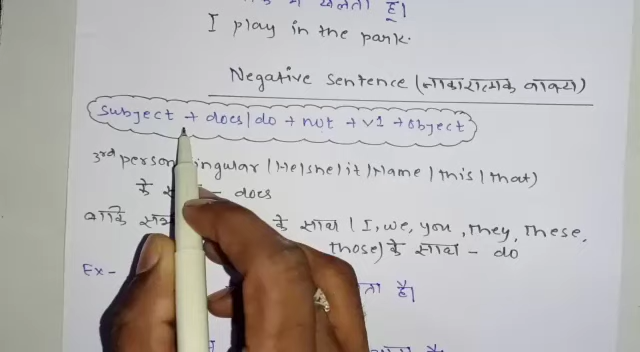 में खेलता हूँ।
I play in the park.
Negative sentence (नाकारात्मक वाक्य)
Subject + does/do + not + v1 + object
3rd person singular (He/she/it/Name/this/that)
के - does
बाकि के साथ (I, we, you, They, These,
those) के साथ - do
Ex- ता है।